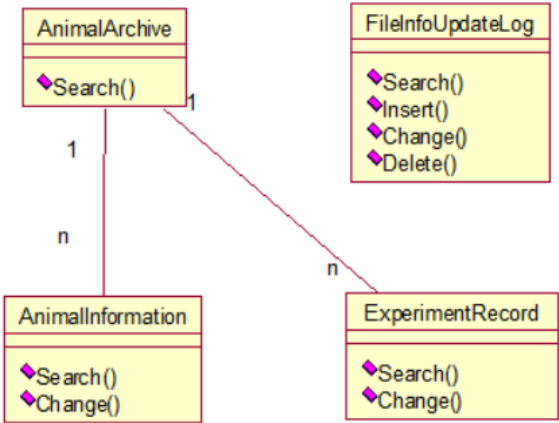 AnimalArchive
Search()
FileInfoUpdateLog
Search()
Insert()
Change()
Delete()
1
1
n
n
AnimalInformation
Search()
Change()
ExperimentRecord
Search()
Change()